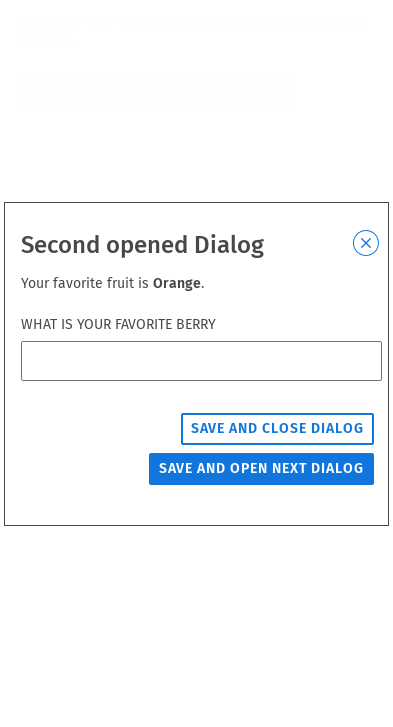 Second opened Dialog
Your favorite fruit is Orange.
WHAT IS YOUR FAVORITE BERRY
SAVE AND CLOSE DIALOG
SAVE AND OPEN NEXT DIALOG